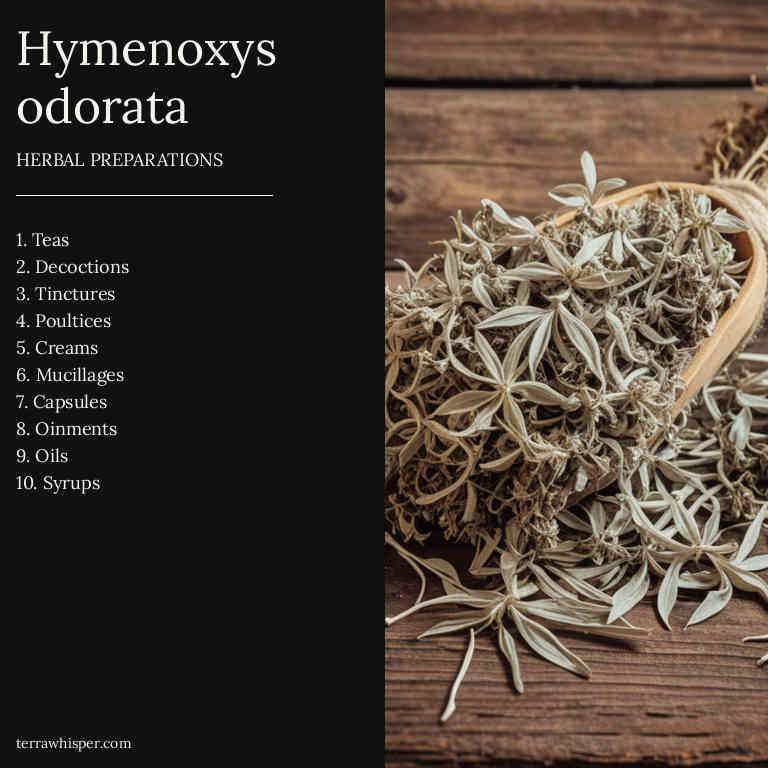 Hymenoxys
odorata
HERBAL PREPARATIONS
1. Teas
2. Decoctions
3. Tinctures
4. Poultices
5. Creams
6. Mucillages
7. Capsules
8. Oinments
9. Oils
10. Syrups
terrawhisper.com